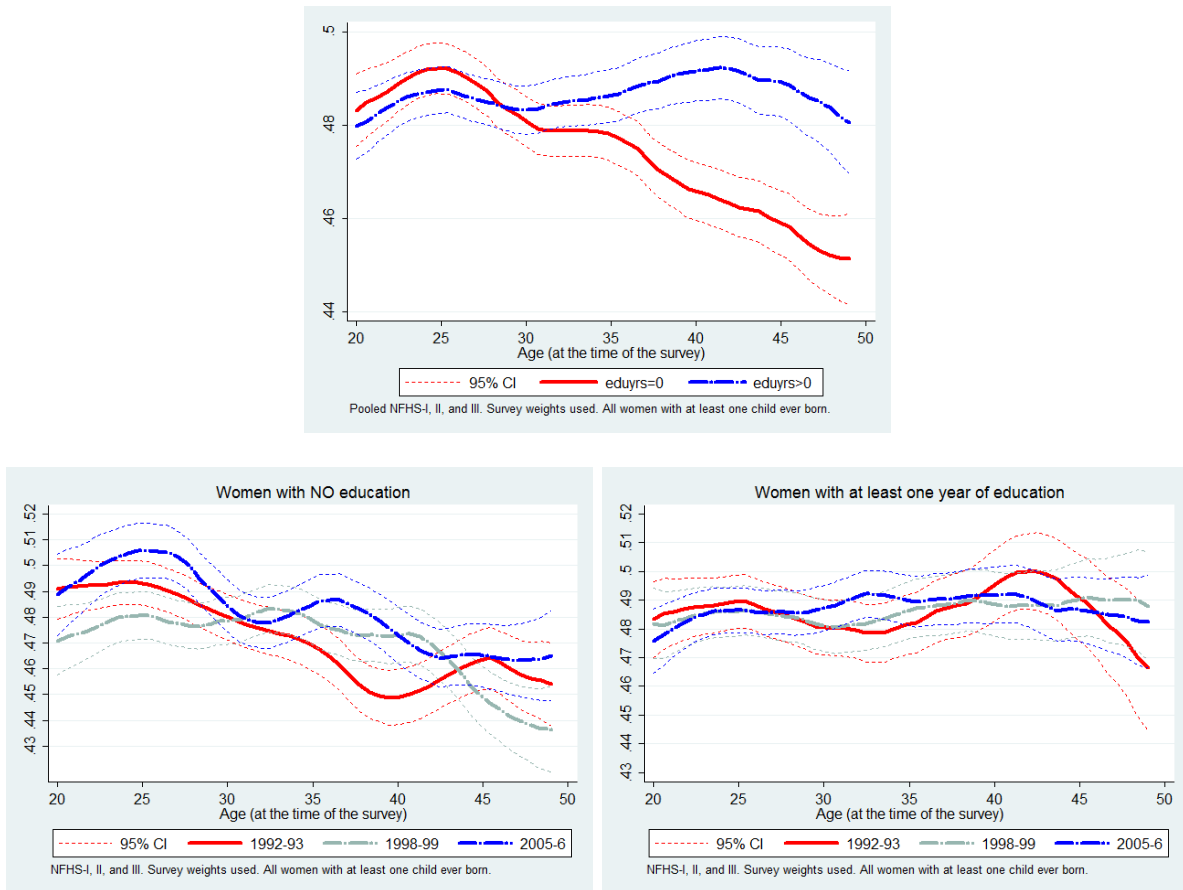 .5
.48
.46
.44
20 25 30 35 40 45 50
Age (at the time of the survey)
95% CI eduyrs=0 eduyrs>0
Pooled NFHS-I, II, and III. Survey weights used. All women with at least one child ever born.
Women with NO education
.52
.51
.5
.49
.48
.47
.46
.45
.44
.43
20 25 30 35 40 45 50
Age (at the time of the survey)
95% CI 1992-93 1998-99 2005-6
NFHS-I, II, and III. Survey weights used. All women with at least one child ever born.
Women with at least one year of education
.52
.51
.5
.49
.48
.47
.46
.45
.44
.43
20 25 30 35 40 45 50
Age (at the time of the survey)
95% CI 1992-93 1998-99 2005-6
NFHS-I, II, and III. Survey weights used. All women with at least one child ever born.